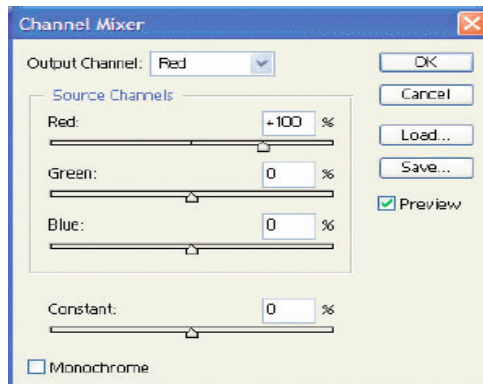 Channel Mixer
Output Channel: Red
OK
Cancel
Load...
Save...
Preview
Source Channels
Red: +100 %
Green: 0 %
Blue: 0 %
Constant: 0 %
Monochrome